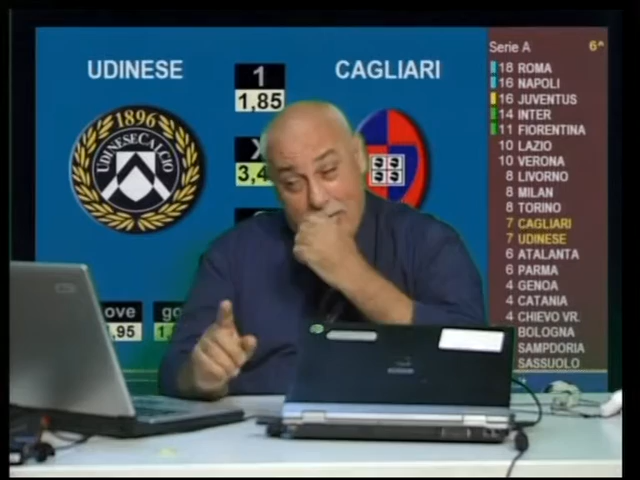 UDINESE
1
CAGLIARI
1,85
X
3,4
1896
UDINESE CALCIO
ove
1,95
go
1,
Serie A 6^
18 ROMA
16 NAPOLI
16 JUVENTUS
14 INTER
11 FIORENTINA
10 LAZIO
10 VERONA
8 LIVORNO
8 MILAN
8 TORINO
7 CAGLIARI
7 UDINESE
6 ATALANTA
6 PARMA
4 GENOA
4 CATANIA
4 CHIEVO VR.
BOLOGNA
SAMPDORIA
SASSUOLO